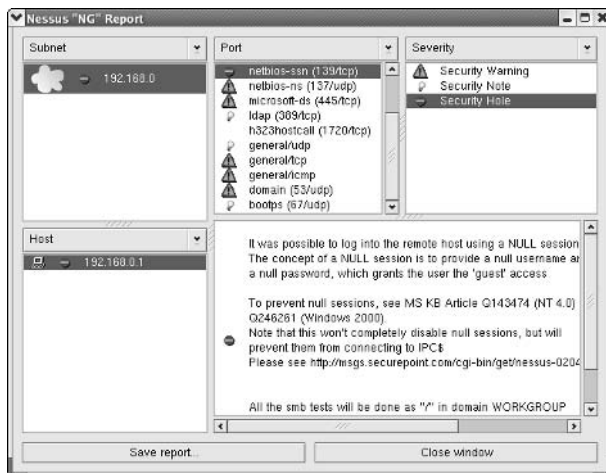 Nessus "NG" Report
Subnet
192.168.0
Port
netbios-ssn (139/tcp)
netbios-ns (137/udp)
microsoft-ds (445/tcp)
ldap (389/tcp)
h323hostcall (1720/tcp)
general/udp
general/tcp
general/icmp
domain (53/udp)
bootps (67/udp)
Severity
Security Warning
Security Note
Security Hole
Host
192.168.0.1
It was possible to log into the remote host using a NULL session
The concept of a NULL session is to provide a null username
a null password, which grants the user the 'guest' access
To prevent null sessions, see MS KB Article Q143474 (NT 4.0)
Q246261 (Windows 2000).
Note that this won't completely disable null sessions, but will
prevent them from connecting to IPC$
Please see http://msgs.securepoint.com/cgi-bin/get/nessus-0204
All the smb tests will be done as "/" in domain WORKGROUP
Save report...
Close window